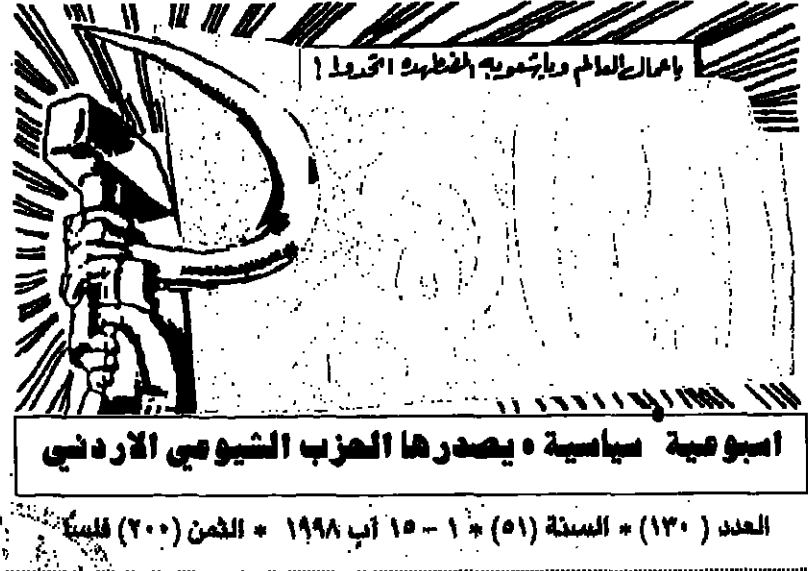 يا عمال العالم ويا شعوبه المضطهدة اتحدوا !
اسبوعية سياسية • يصدرها الحزب الشيوعي الاردني
العدد ( ١٣٠ ) * السنة (٥١) * ١ - ١٥ آب ١٩٩٨ * الثمن (٢٠٠) فلساً